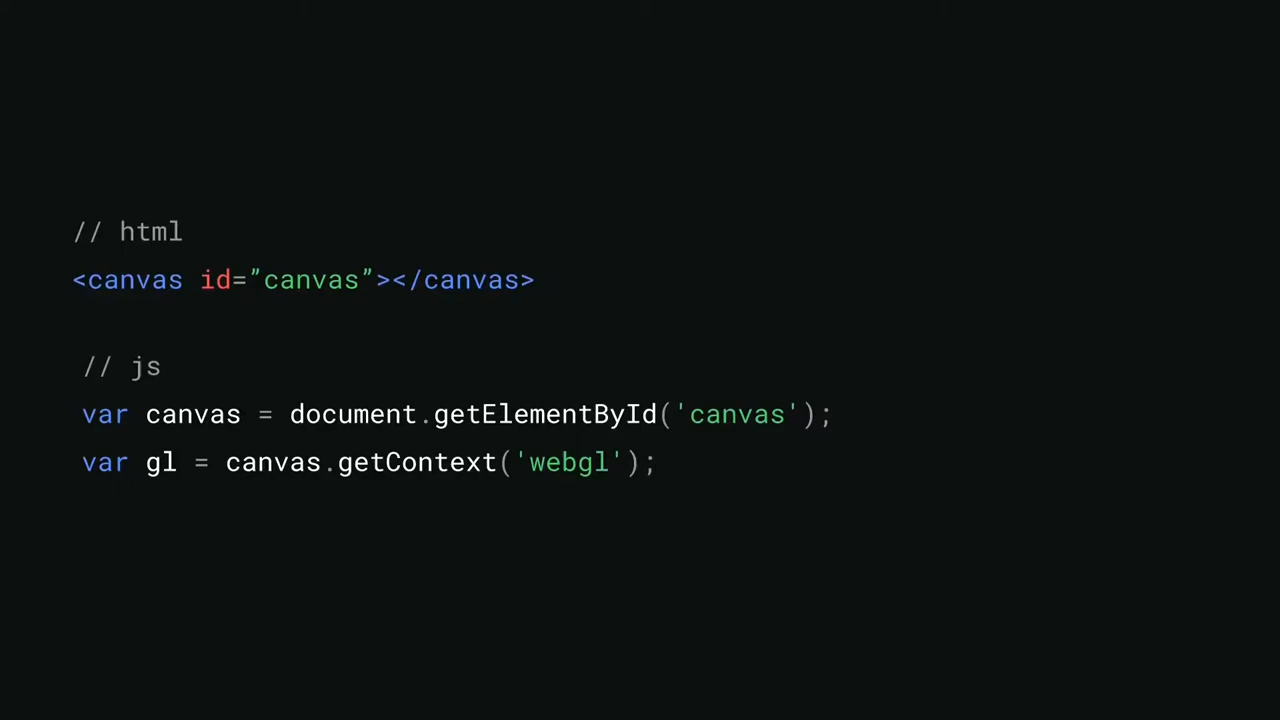 // html
<canvas id=”canvas”></canvas>
// js
var canvas = document.getElementById('canvas');
var gl = canvas.getContext('webgl');